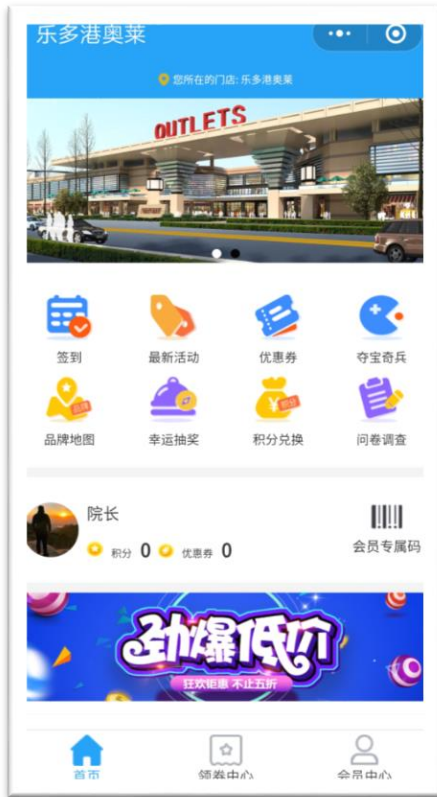 乐多港奥莱
您所在的门店: 乐多港奥莱
OUTLETS
签到
最新活动
优惠券
夺宝奇兵
品牌
积分
品牌地图
幸运抽奖
积分兑换
问卷调查
院长
积分 0 优惠券 0
会员专属码
劲爆低价
狂欢钜惠 不止五折
首页
领券中心
会员中心